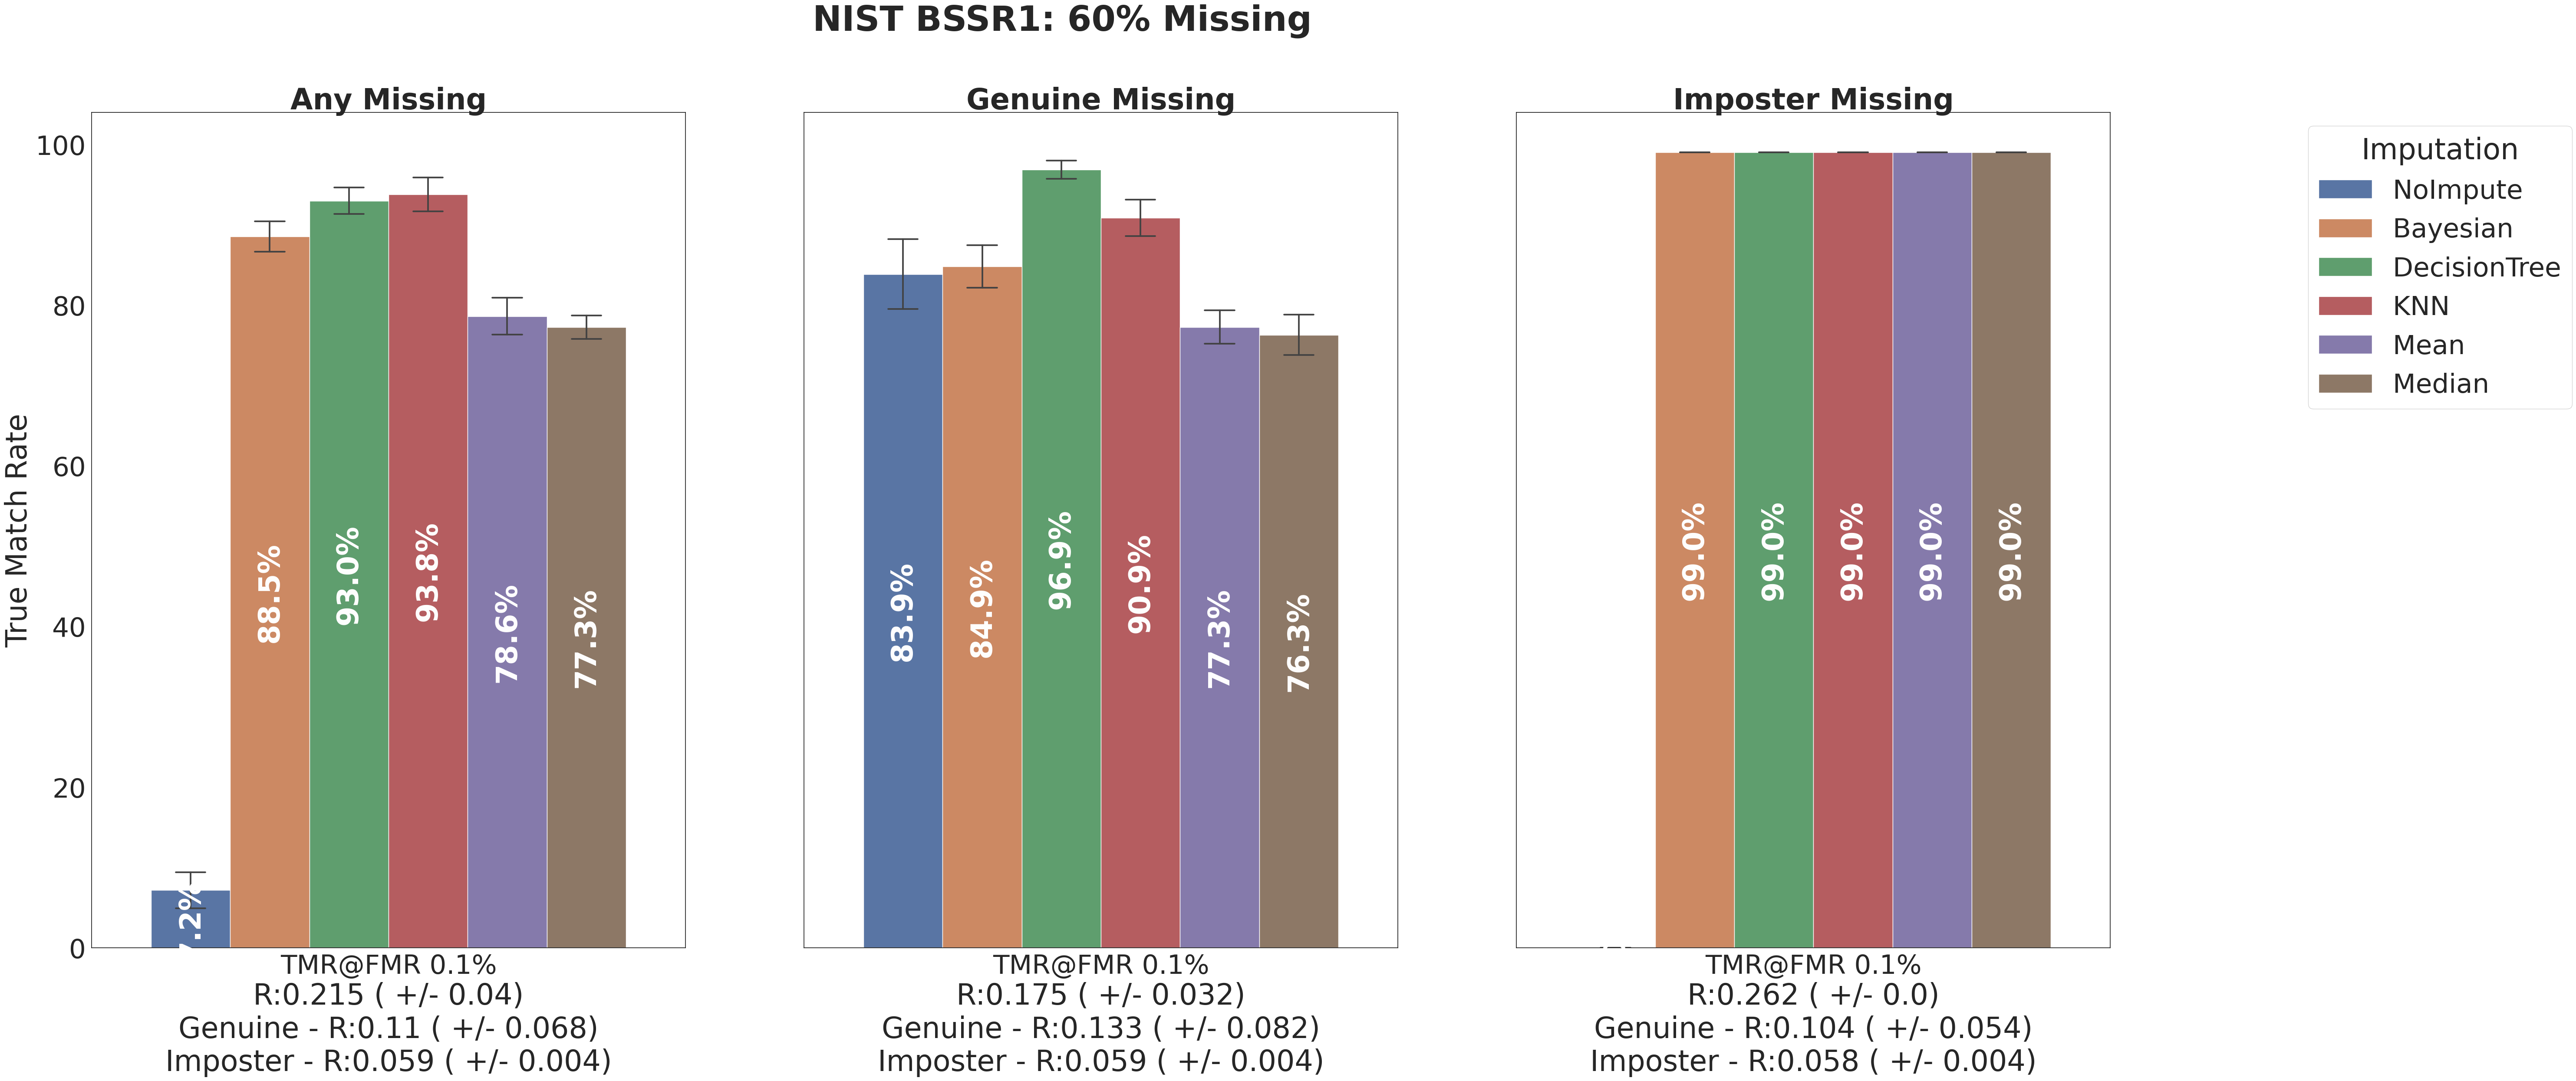 NIST BSSR1: 60% Missing
Any Missing
Genuine Missing
Imposter Missing
True Match Rate
100
80
60
40
20
0
7.2%
88.5%
93.0%
93.8%
78.6%
77.3%
83.9%
84.9%
96.9%
90.9%
77.3%
76.3%
99.0%
99.0%
99.0%
99.0%
99.0%
TMR@FMR 0.1%
R:0.215 ( +/- 0.04)
Genuine - R:0.11 ( +/- 0.068)
Imposter - R:0.059 ( +/- 0.004)
TMR@FMR 0.1%
R:0.175 ( +/- 0.032)
Genuine - R:0.133 ( +/- 0.082)
Imposter - R:0.059 ( +/- 0.004)
TMR@FMR 0.1%
R:0.262 ( +/- 0.0)
Genuine - R:0.104 ( +/- 0.054)
Imposter - R:0.058 ( +/- 0.004)
Imputation
NoImpute
Bayesian
DecisionTree
KNN
Mean
Median